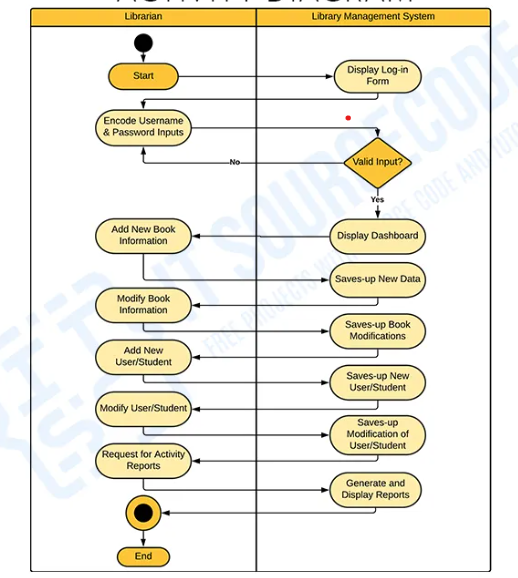 ACTIVITY DIAGRAM
Librarian
Library Management System
Start
Display Log-in
Form
Encode Username
& Password Inputs
Valid Input?
No
Yes
Add New Book
Information
Display Dashboard
Saves-up New Data
Modify Book
Information
Saves-up Book
Modifications
Add New
User/Student
Saves-up New
User/Student
Modify User/Student
Saves-up
Modification of
User/Student
Request for Activity
Reports
Generate and
Display Reports
End
IT SOURCECODE
FREE PROJECTS WITH SOURCE CODE AND TUTO